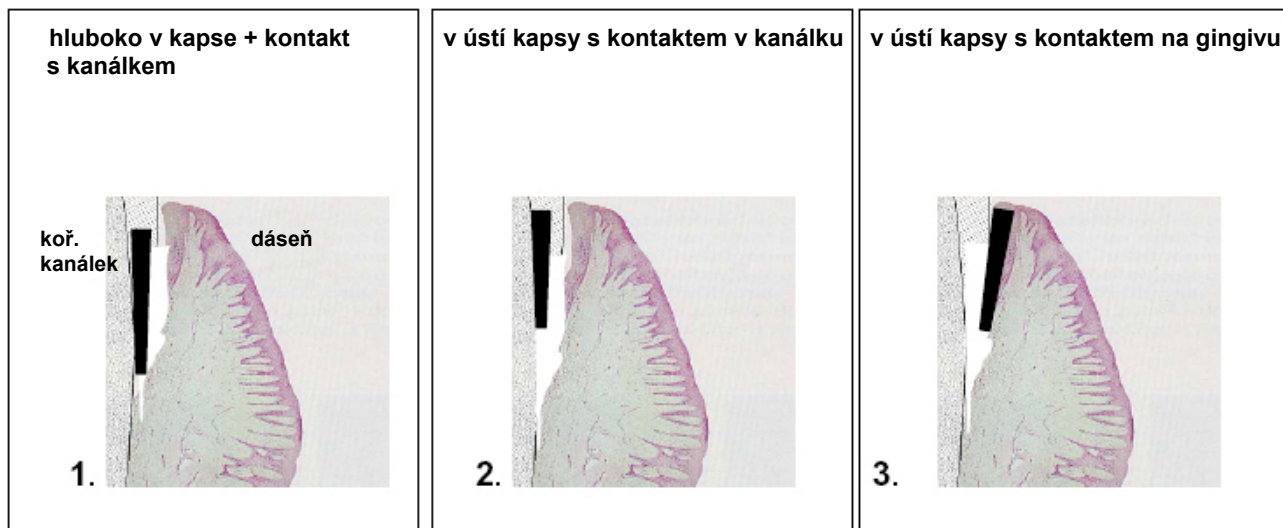 hluboko v kapse + kontakt
s kanálkem
koř.
kanálek
dáseň
1.
v ústí kapsy s kontaktem v kanálku
2.
v ústí kapsy s kontaktem na gingivu
3.